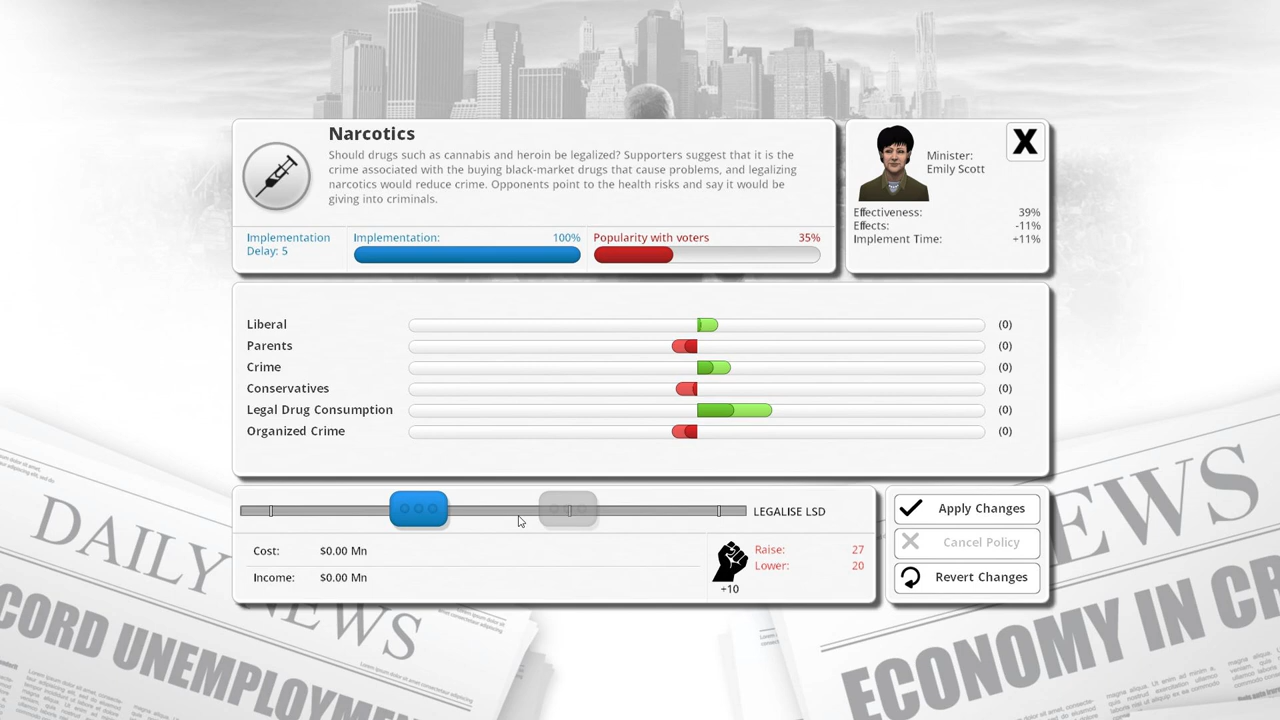 Narcotics
Should drugs such as cannabis and heroin be legalized? Supporters suggest that it is the
crime associated with the buying black-market drugs that cause problems, and legalizing
narcotics would reduce crime. Opponents point to the health risks and say it would be
giving into criminals.
Implementation
Delay: 5
Implementation: 100%
Popularity with voters 35%
X
Minister:
Emily Scott
Effectiveness: 39%
Effects: -11%
Implement Time: +11%
Liberal (0)
Parents (0)
Crime (0)
Conservatives (0)
Legal Drug Consumption (0)
Organized Crime (0)
LEGALISE LSD
Cost: $0.00 Mn
Income: $0.00 Mn
Raise: 27
Lower: 20
+10
Apply Changes
Cancel Policy
Revert Changes
DAILY NEWS
CORD UNEMPLOYME
EWS
ECONOMY IN CR